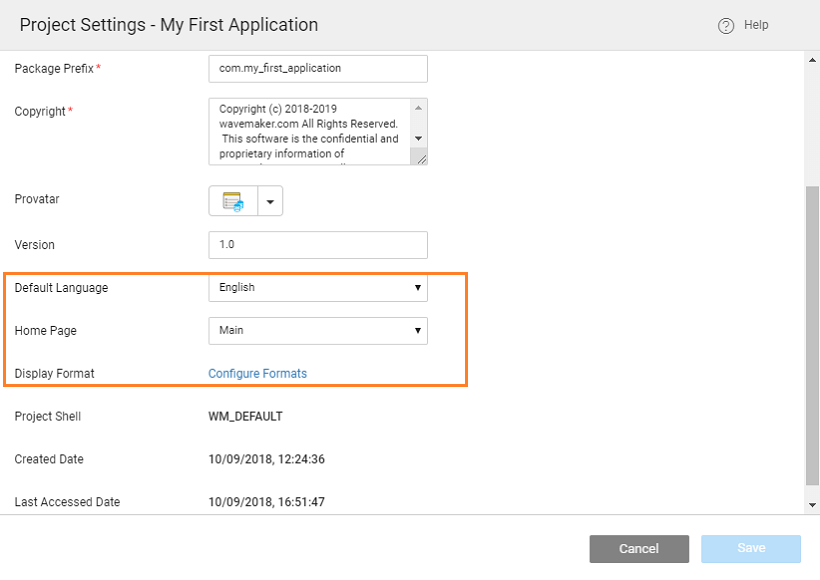 Project Settings - My First Application
Help
Package Prefix*
com.my_first_application
Copyright*
Copyright (c) 2018-2019
wavemaker.com All Rights Reserved.
This software is the confidential and
proprietary information of
Provatar
Version
1.0
Default Language
English
Home Page
Main
Display Format
Configure Formats
Project Shell
WM_DEFAULT
Created Date
10/09/2018, 12:24:36
Last Accessed Date
10/09/2018, 16:51:47
Cancel
Save